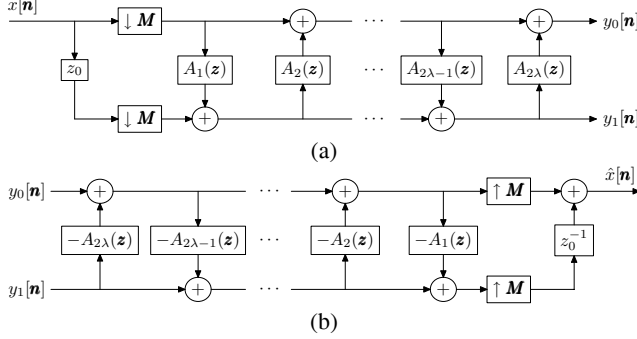 x[n] ↓ M + ··· + y₀[n]
z₀ A₁(z) A₂(z) ··· A₂λ₋₁(z) A₂λ(z)
↓ M + ··· + y₁[n]
(a)
y₀[n] + ··· + ↑ M + x̂[n]
−A₂λ(z) −A₂λ₋₁(z) ··· −A₂(z) −A₁(z) z₀⁻¹
y₁[n] + ··· + ↑ M
(b)